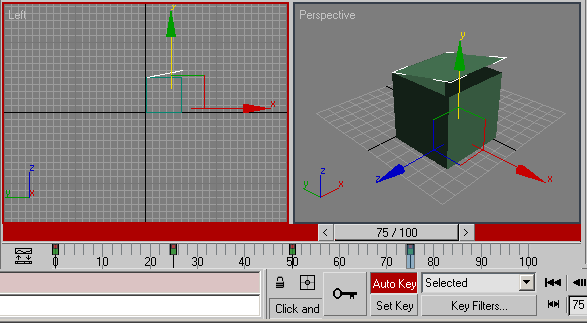 Left
Perspective
y
x
z
y
x
y
x
z
z
y
x
< 75 / 100 >
0 10 20 30 40 50 60 70 80 90 100
Auto Key
Selected
Click and
Set Key
Key Filters...
75